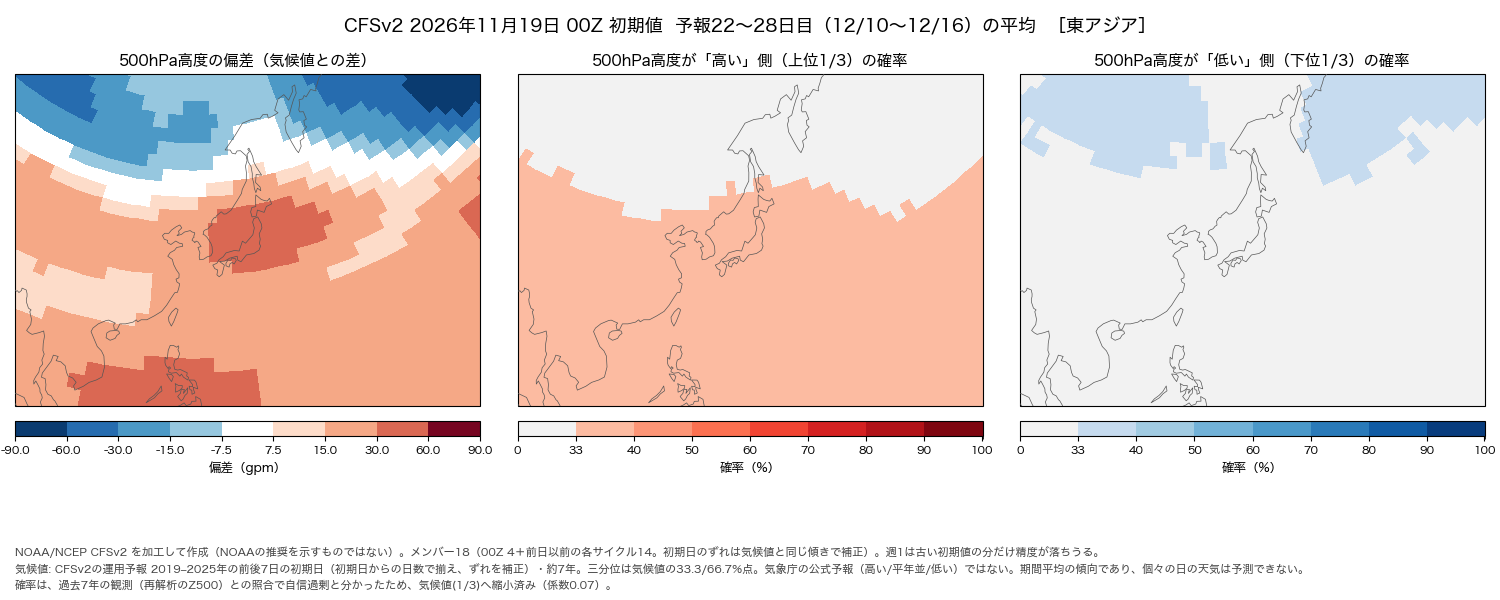 CFSv2 2026年11月19日 00Z 初期値 予報22～28日目（12/10～12/16）の平均 ［東アジア］
500hPa高度の偏差（気候値との差）
500hPa高度が「高い」側（上位1/3）の確率
500hPa高度が「低い」側（下位1/3）の確率
-90.0 -60.0 -30.0 -15.0 -7.5 7.5 15.0 30.0 60.0 90.0
偏差（gpm）
0 33 40 50 60 70 80 90 100
確率（%）
0 33 40 50 60 70 80 90 100
確率（%）
NOAA/NCEP CFSv2 を加工して作成（NOAAの推奨を示すものではない）。メンバー18（00Z 4＋前日以前の各サイクル14。初期日のずれは気候値と同じ傾きで補正）。週1は古い初期値の分だけ精度が落ちうる。
気候値: CFSv2の運用予報 2019–2025年の前後7日の初期日（初期日からの日数で揃え、ずれを補正）・約7年。三分位は気候値の33.3/66.7%点。気象庁の公式予報（高い/平年並/低い）ではない。期間平均の傾向であり、個々の日の天気は予測できない。
確率は、過去7年の観測（再解析のZ500）との照合で自信過剰と分かったため、気候値(1/3)へ縮小済み（係数0.07）。